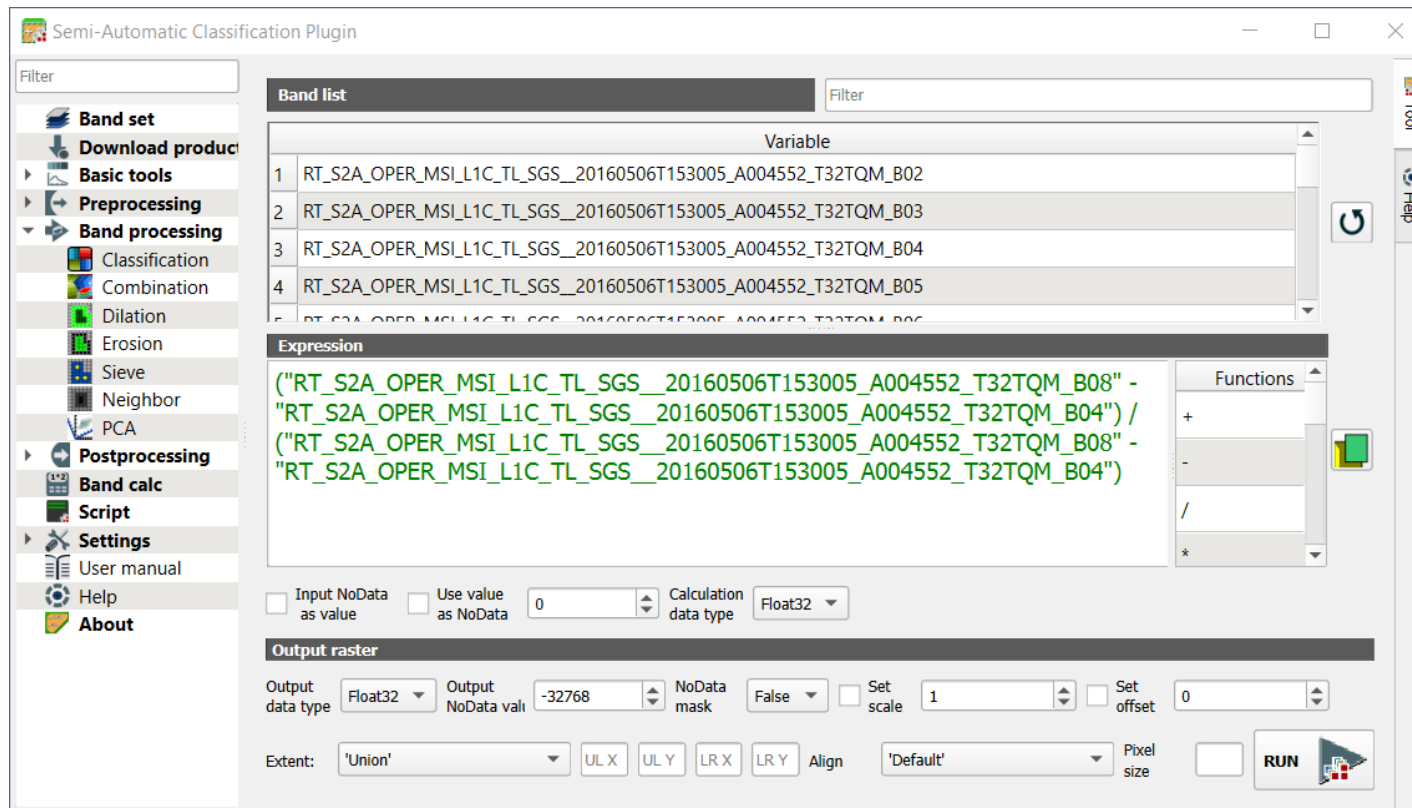 Semi-Automatic Classification Plugin
Filter
Band set
Download product
Basic tools
Preprocessing
Band processing
Classification
Combination
Dilation
Erosion
Sieve
Neighbor
PCA
Postprocessing
Band calc
Script
Settings
User manual
Help
About
Band list
Filter
Variable
1 RT_S2A_OPER_MSI_L1C_TL_SGS__20160506T153005_A004552_T32TQM_B02
2 RT_S2A_OPER_MSI_L1C_TL_SGS__20160506T153005_A004552_T32TQM_B03
3 RT_S2A_OPER_MSI_L1C_TL_SGS__20160506T153005_A004552_T32TQM_B04
4 RT_S2A_OPER_MSI_L1C_TL_SGS__20160506T153005_A004552_T32TQM_B05
5 RT_S2A_OPER_MSI_L1C_TL_SGS__20160506T153005_A004552_T32TQM_B06
Expression
("RT_S2A_OPER_MSI_L1C_TL_SGS__20160506T153005_A004552_T32TQM_B08" -
"RT_S2A_OPER_MSI_L1C_TL_SGS__20160506T153005_A004552_T32TQM_B04") /
("RT_S2A_OPER_MSI_L1C_TL_SGS__20160506T153005_A004552_T32TQM_B08" -
"RT_S2A_OPER_MSI_L1C_TL_SGS__20160506T153005_A004552_T32TQM_B04")
Functions
+
-
/
*
Input NoData
as value
Use value
as NoData
0
Calculation
data type
Float32
Output raster
Output
data type
Float32
Output
NoData valu
-32768
NoData
mask
False
Set
scale
1
Set
offset
0
Extent:
'Union'
UL X
UL Y
LR X
LR Y
Align
'Default'
Pixel
size
RUN
Tool
Help